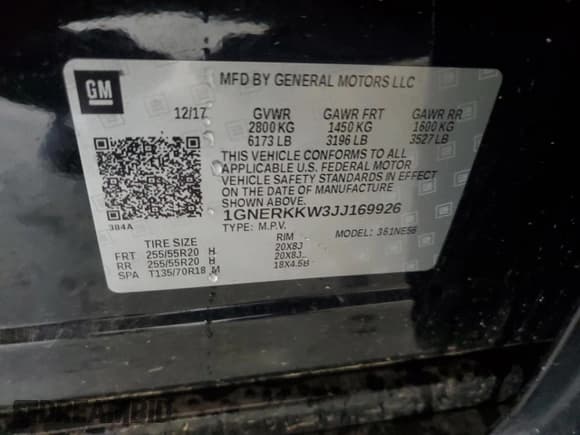 GM
MFD BY GENERAL MOTORS LLC
12/17 GVWR GAWR FRT GAWR RR
2800 KG 1450 KG 1600 KG
6173 LB 3196 LB 3527 LB
THIS VEHICLE CONFORMS TO ALL
APPLICABLE U.S. FEDERAL MOTOR
VEHICLE SAFETY STANDARDS IN EFFECT
ON THE DATE OF MANUFACTURE
SHOWN ABOVE.
384A
1GNERKKW3JJ169926
TYPE: M.P.V. MODEL: 361NE56
TIRE SIZE RIM
FRT 255/55R20 H 20X8J
RR 255/55R20 H 20X8J
SPA T135/70R18 M 18X4.5B
STREAMBID